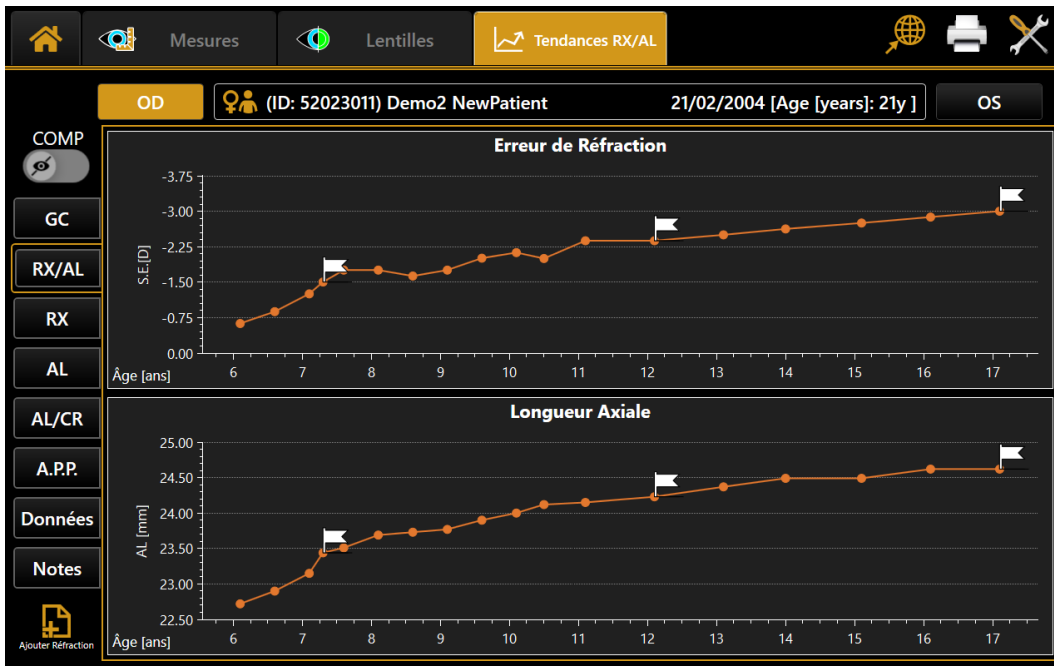 Mesures
Lentilles
Tendances RX/AL
OD
(ID: 52023011) Demo2 NewPatient
21/02/2004 [Age [years]: 21y ]
OS
COMP
GC
RX/AL
RX
AL
AL/CR
A.P.P.
Données
Notes
Ajouter Réfraction
Erreur de Réfraction
S.E.[D]
-3.75
-3.00
-2.25
-1.50
-0.75
0.00
Âge [ans]
6 7 8 9 10 11 12 13 14 15 16 17
Longueur Axiale
AL [mm]
25.00
24.50
24.00
23.50
23.00
22.50
Âge [ans]
6 7 8 9 10 11 12 13 14 15 16 17